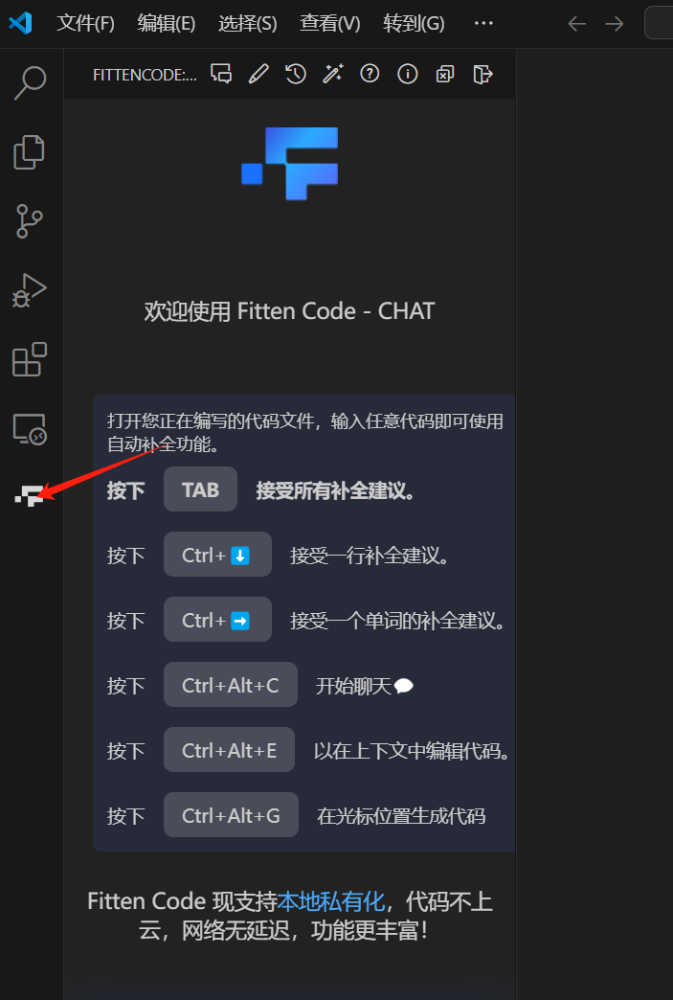 文件(F) 编辑(E) 选择(S) 查看(V) 转到(G) ···
FITTENCODE:...
欢迎使用 Fitten Code - CHAT
打开您正在编写的代码文件，输入任意代码即可使用
自动补全功能。
按下 TAB 接受所有补全建议。
按下 Ctrl+⬇️ 接受一行补全建议。
按下 Ctrl+➡️ 接受一个单词的补全建议。
按下 Ctrl+Alt+C 开始聊天💬
按下 Ctrl+Alt+E 以在上下文中编辑代码。
按下 Ctrl+Alt+G 在光标位置生成代码
Fitten Code 现支持本地私有化，代码不上
云，网络无延迟，功能更丰富！